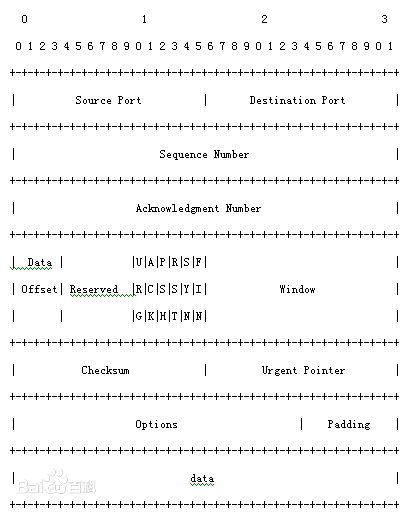 0 1 2 3
0 1 2 3 4 5 6 7 8 9 0 1 2 3 4 5 6 7 8 9 0 1 2 3 4 5 6 7 8 9 0 1
+-+-+-+-+-+-+-+-+-+-+-+-+-+-+-+-+-+-+-+-+-+-+-+-+-+-+-+-+-+-+-+-+
| Source Port | Destination Port |
+-+-+-+-+-+-+-+-+-+-+-+-+-+-+-+-+-+-+-+-+-+-+-+-+-+-+-+-+-+-+-+-+
| Sequence Number |
+-+-+-+-+-+-+-+-+-+-+-+-+-+-+-+-+-+-+-+-+-+-+-+-+-+-+-+-+-+-+-+-+
| Acknowledgment Number |
+-+-+-+-+-+-+-+-+-+-+-+-+-+-+-+-+-+-+-+-+-+-+-+-+-+-+-+-+-+-+-+-+
| Data | |U|A|P|R|S|F| |
| Offset| Reserved |R|C|S|S|Y|I| Window |
| | |G|K|H|T|N|N| |
+-+-+-+-+-+-+-+-+-+-+-+-+-+-+-+-+-+-+-+-+-+-+-+-+-+-+-+-+-+-+-+-+
| Checksum | Urgent Pointer |
+-+-+-+-+-+-+-+-+-+-+-+-+-+-+-+-+-+-+-+-+-+-+-+-+-+-+-+-+-+-+-+-+
| Options | Padding |
+-+-+-+-+-+-+-+-+-+-+-+-+-+-+-+-+-+-+-+-+-+-+-+-+-+-+-+-+-+-+-+-+
| data |
Bai百科
+-+-+-+-+-+-+-+-+-+-+-+-+-+-+-+-+-+-+-+-+-+-+-+-+-+-+-+-+-+-+-+-+